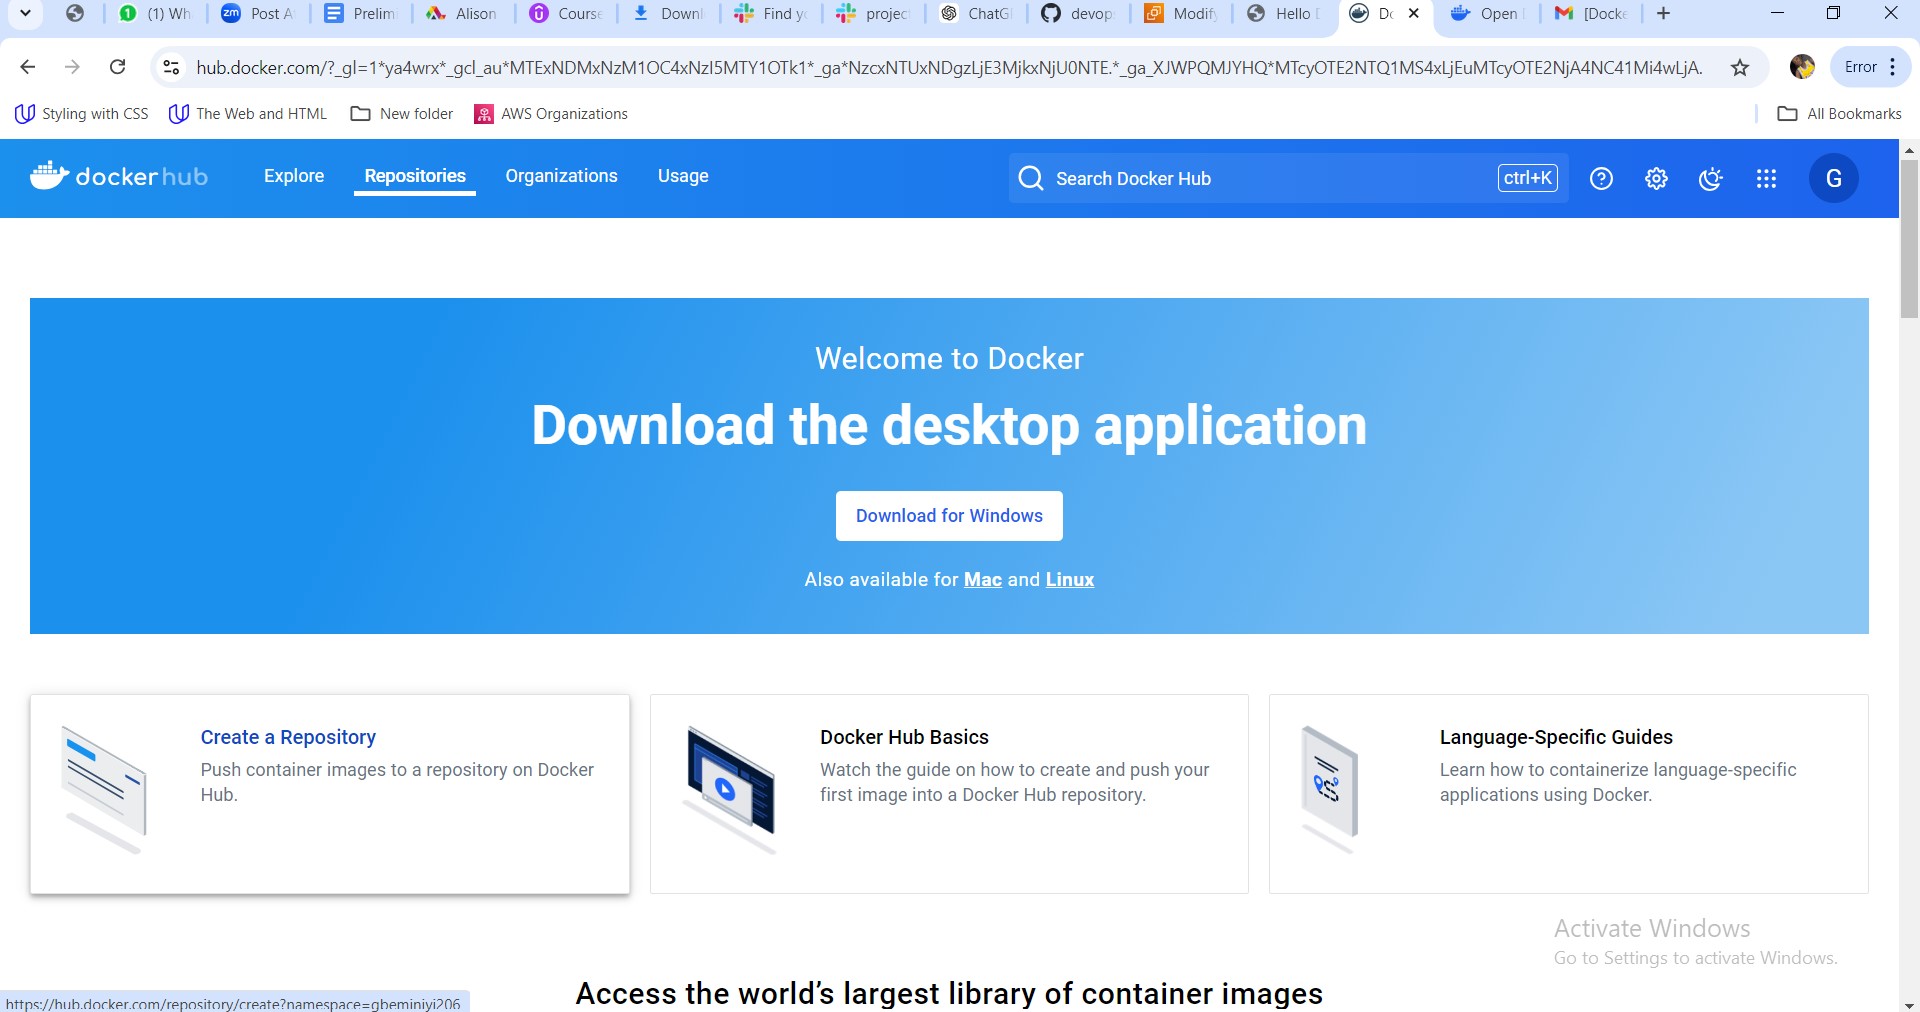 (1) Wh
Post A
Prelim
Alison
Course
Downl
Find yo
projec
ChatG
devop
Modify
Hello D
Do
Open
[Docke
hub.docker.com/?_gl=1*ya4wrx*_gcl_au*MTExNDMxNzM1OC4xNzI5MTY1OTk1*_ga*NzcxNTUxNDgzLjE3MjkxNjU0NTE.*_ga_XJWPQMJYHQ*MTcyOTE2NTQ1MS4xLjEuMTcyOTE2NjA4NC41Mi4wLjA.
Error
Styling with CSS
The Web and HTML
New folder
AWS Organizations
All Bookmarks
dockerhub
Explore
Repositories
Organizations
Usage
Search Docker Hub
ctrl+K
G
Welcome to Docker
Download the desktop application
Download for Windows
Also available for Mac and Linux
Create a Repository
Push container images to a repository on Docker
Hub.
Docker Hub Basics
Watch the guide on how to create and push your
first image into a Docker Hub repository.
Language-Specific Guides
Learn how to containerize language-specific
applications using Docker.
Activate Windows
Go to Settings to activate Windows.
Access the world’s largest library of container images
https://hub.docker.com/repository/create?namespace=gbeminiyi206